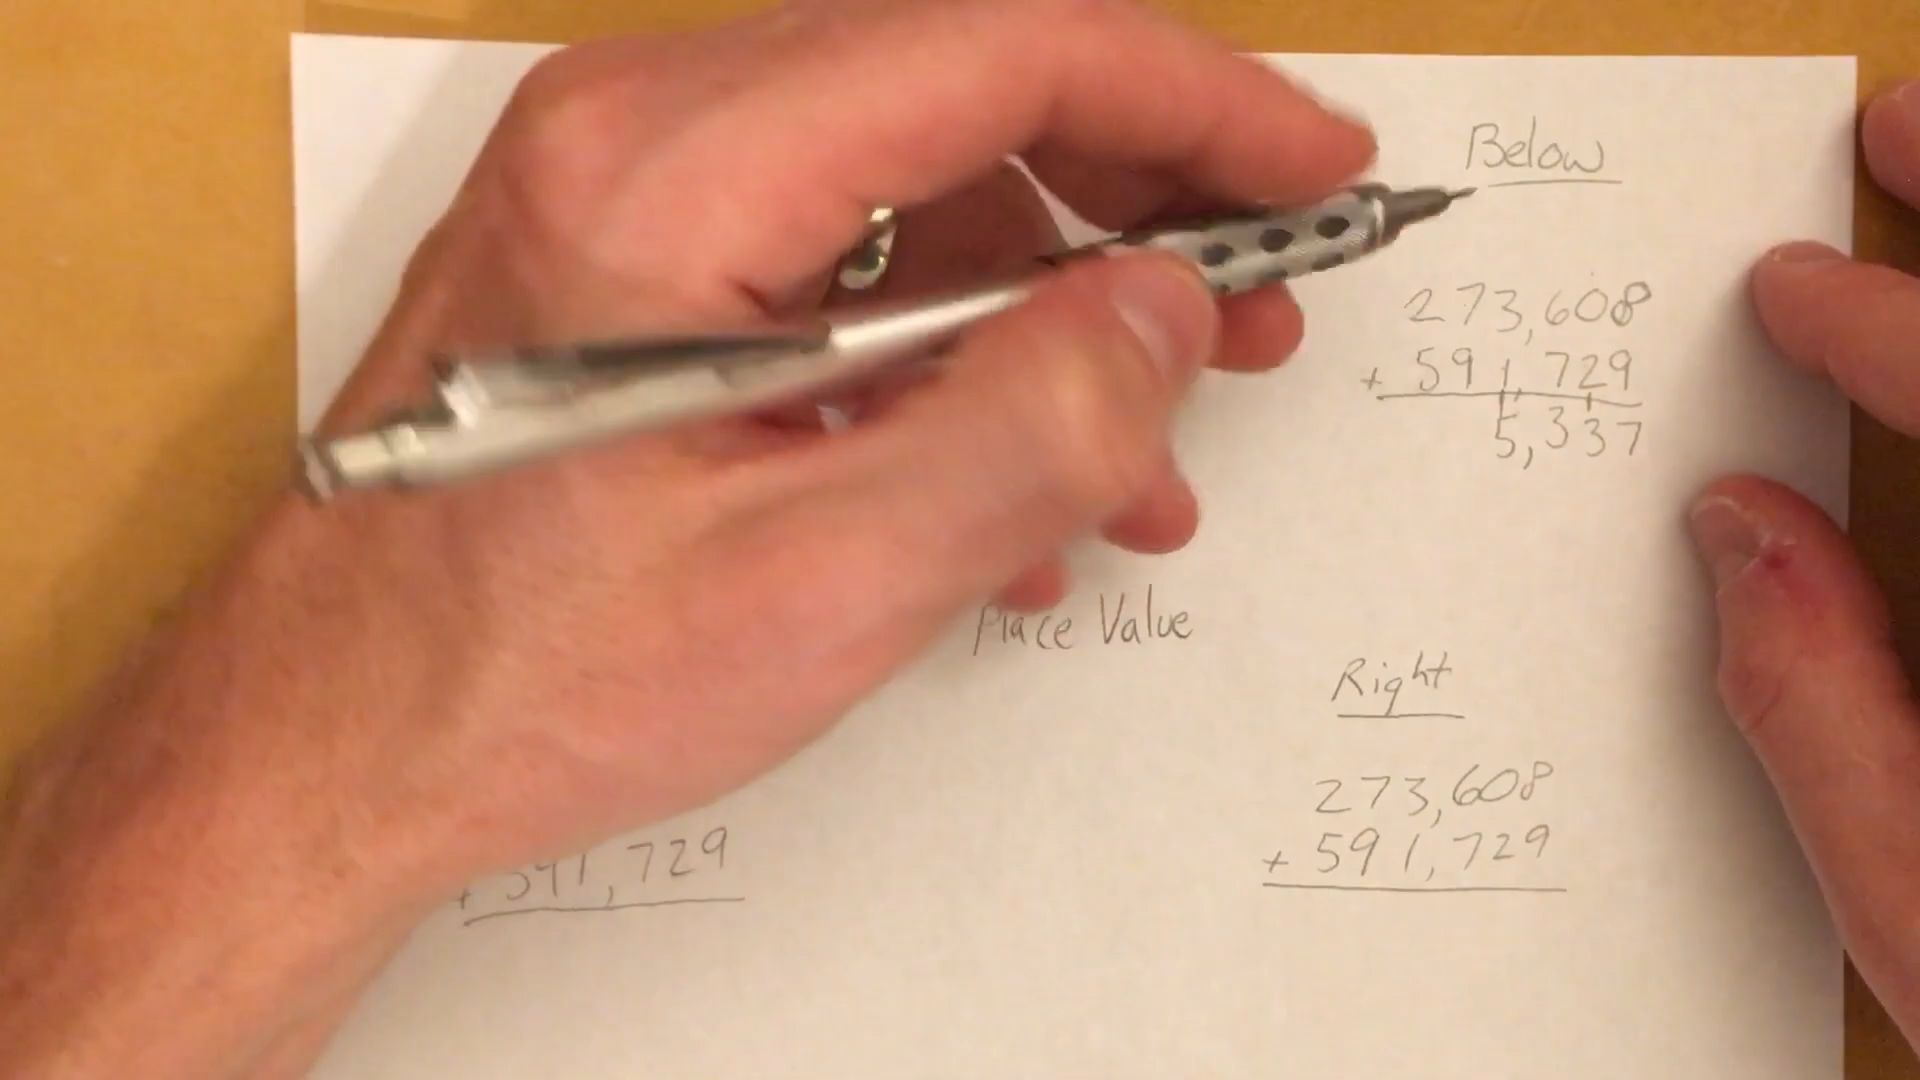 Below
273,608
+ 591,729
5,337
Place Value
Right
273,608
+ 591,729
+ 591,729